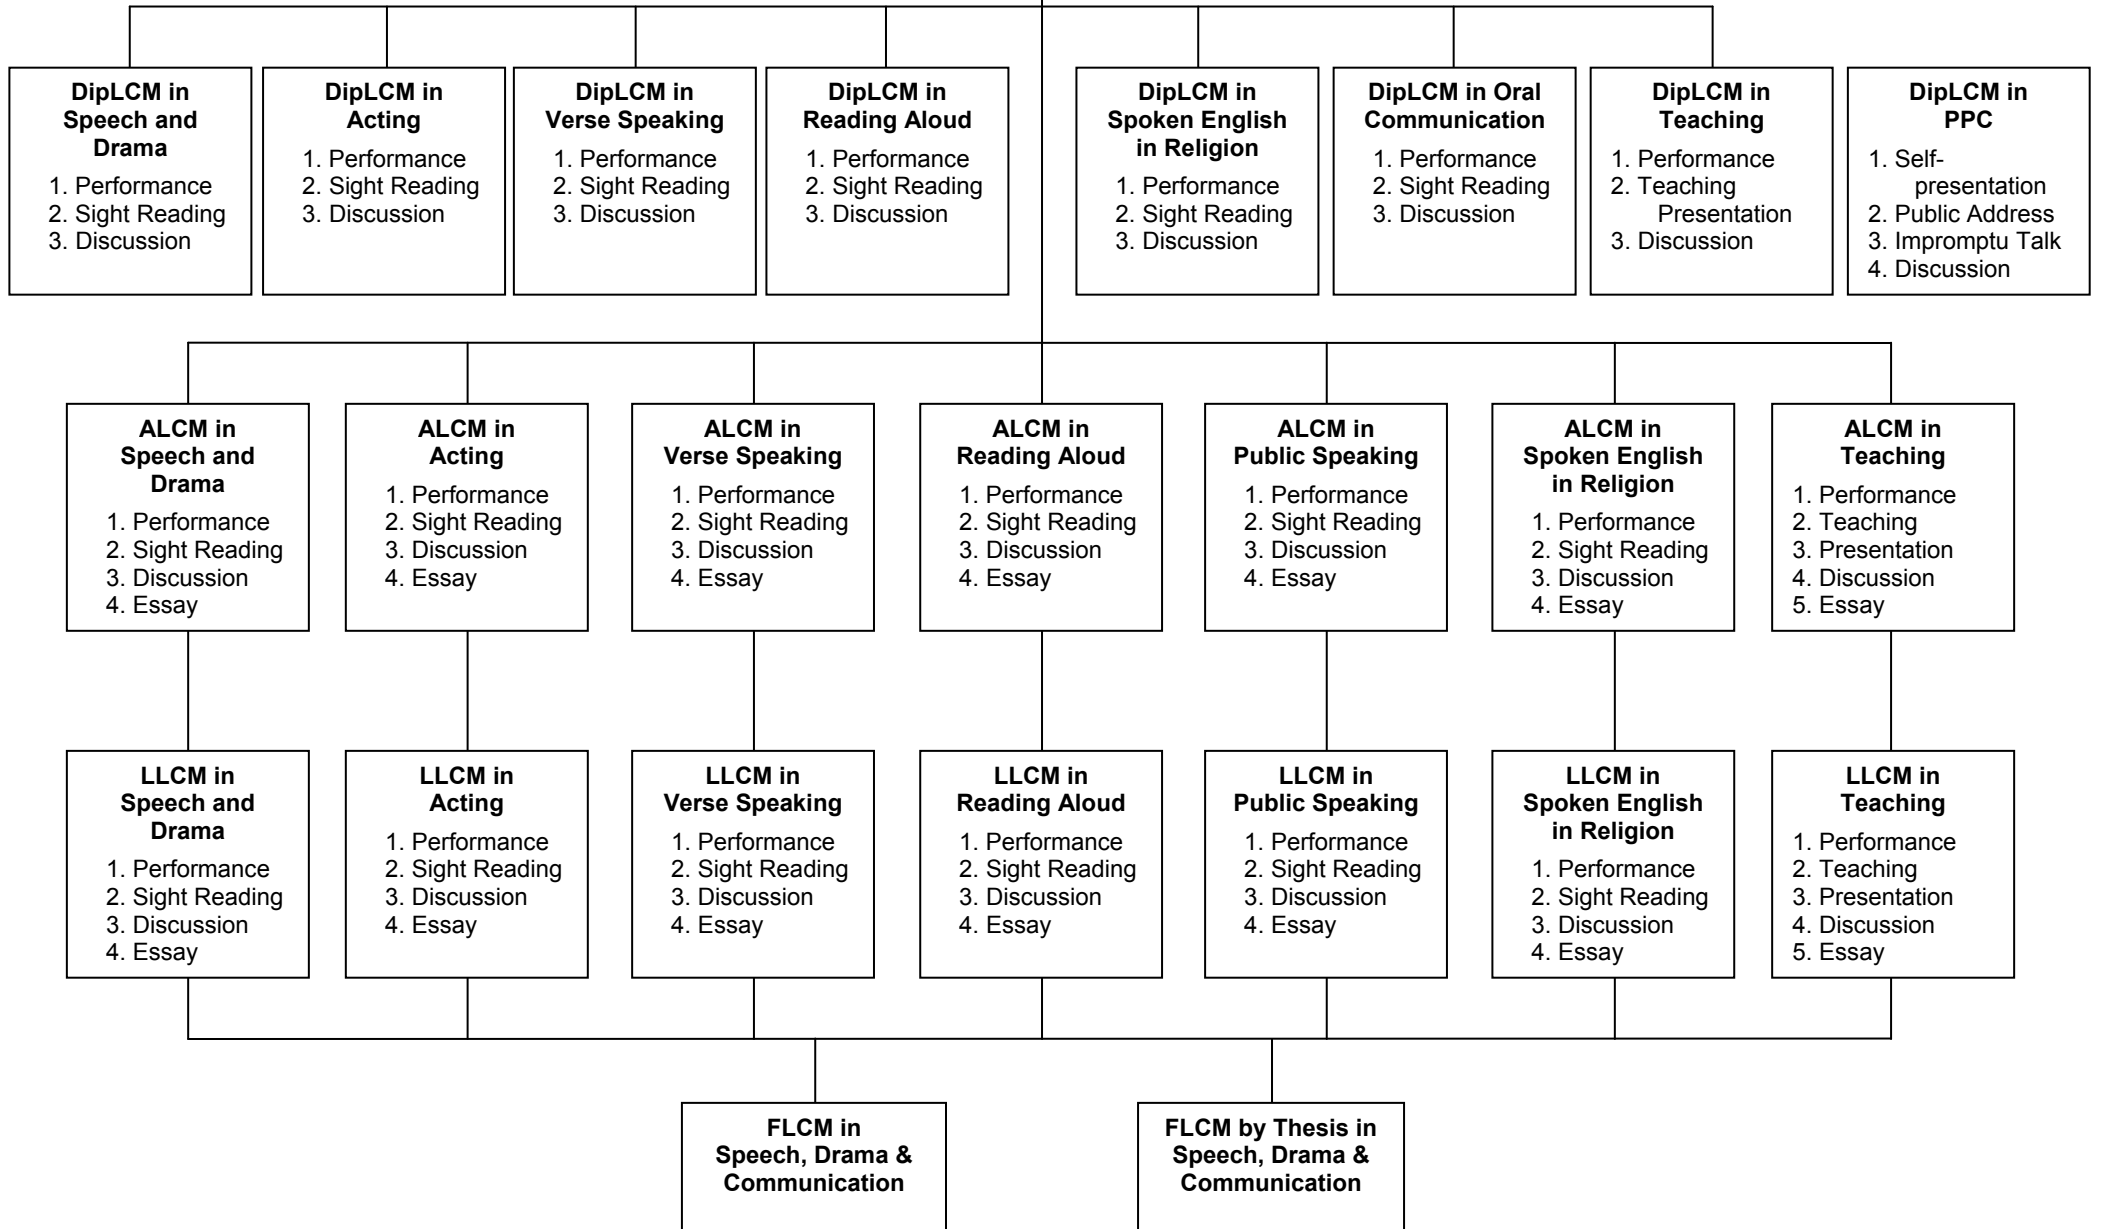 DipLCM in
Speech and
Drama
1. Performance
2. Sight Reading
3. Discussion
DipLCM in
Acting
1. Performance
2. Sight Reading
3. Discussion
DipLCM in
Verse Speaking
1. Performance
2. Sight Reading
3. Discussion
DipLCM in
Reading Aloud
1. Performance
2. Sight Reading
3. Discussion
DipLCM in
Spoken English
in Religion
1. Performance
2. Sight Reading
3. Discussion
DipLCM in Oral
Communication
1. Performance
2. Sight Reading
3. Discussion
DipLCM in
Teaching
1. Performance
2. Teaching
Presentation
3. Discussion
DipLCM in
PPC
1. Self-
presentation
2. Public Address
3. Impromptu Talk
4. Discussion
ALCM in
Speech and
Drama
1. Performance
2. Sight Reading
3. Discussion
4. Essay
ALCM in
Acting
1. Performance
2. Sight Reading
3. Discussion
4. Essay
ALCM in
Verse Speaking
1. Performance
2. Sight Reading
3. Discussion
4. Essay
ALCM in
Reading Aloud
1. Performance
2. Sight Reading
3. Discussion
4. Essay
ALCM in
Public Speaking
1. Performance
2. Sight Reading
3. Discussion
4. Essay
ALCM in
Spoken English
in Religion
1. Performance
2. Sight Reading
3. Discussion
4. Essay
ALCM in
Teaching
1. Performance
2. Teaching
3. Presentation
4. Discussion
5. Essay
LLCM in
Speech and
Drama
1. Performance
2. Sight Reading
3. Discussion
4. Essay
LLCM in
Acting
1. Performance
2. Sight Reading
3. Discussion
4. Essay
LLCM in
Verse Speaking
1. Performance
2. Sight Reading
3. Discussion
4. Essay
LLCM in
Reading Aloud
1. Performance
2. Sight Reading
3. Discussion
4. Essay
LLCM in
Public Speaking
1. Performance
2. Sight Reading
3. Discussion
4. Essay
LLCM in
Spoken English
in Religion
1. Performance
2. Sight Reading
3. Discussion
4. Essay
LLCM in
Teaching
1. Performance
2. Teaching
3. Presentation
4. Discussion
5. Essay
FLCM in
Speech, Drama &
Communication
FLCM by Thesis in
Speech, Drama &
Communication